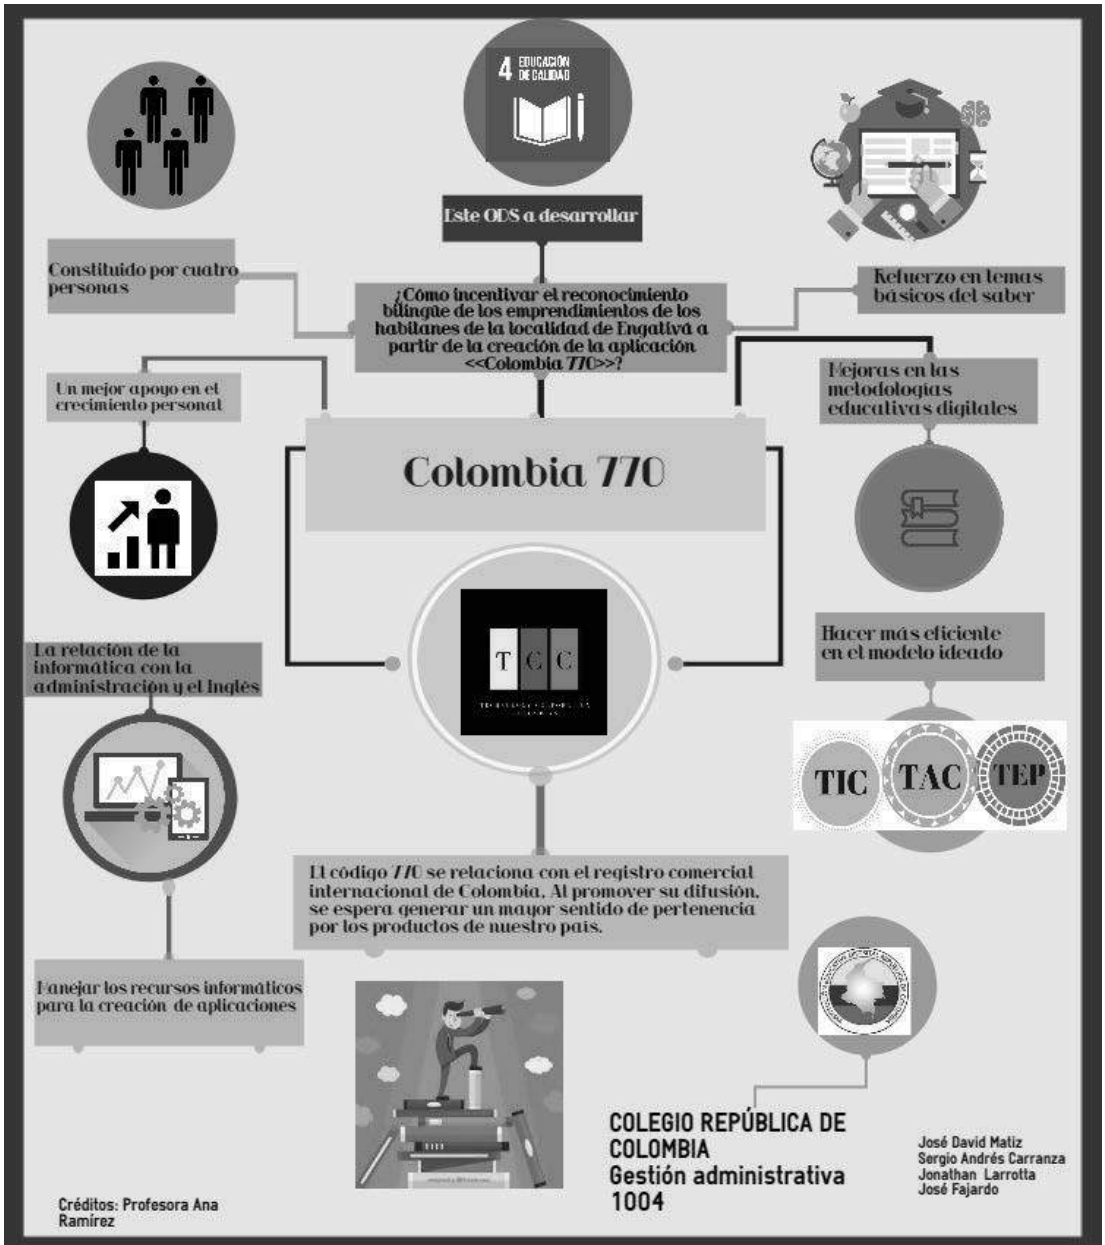 4 EDUCACIÓN
DE CALIDAD
Este ODS a desarrollar
Constituido por cuatro
personas
¿Cómo incentivar el reconocimiento
bilingüe de los emprendimientos de los
habitanes de la localidad de Engativá a
partir de la creación de la aplicación
<<Colombia 770>>?
Refuerzo en temas
básicos del saber
Un mejor apoyo en el
crecimiento personal
Mejoras en las
metodologías
educativas digitales
Colombia 770
T C C
La relación de la
informática con la
administración y el Inglés
Hacer más eficiente
en el modelo ideado
TIC TAC TEP
El código 770 se relaciona con el registro comercial
internacional de Colombia. Al promover su difusión,
se espera generar un mayor sentido de pertenencia
por los productos de nuestro país.
Manejar los recursos informáticos
para la creación de aplicaciones
COLEGIO REPÚBLICA DE
COLOMBIA
Gestión administrativa
1004
José David Matiz
Sergio Andrés Carranza
Jonathan Larrotta
José Fajardo
Créditos: Profesora Ana
Ramírez